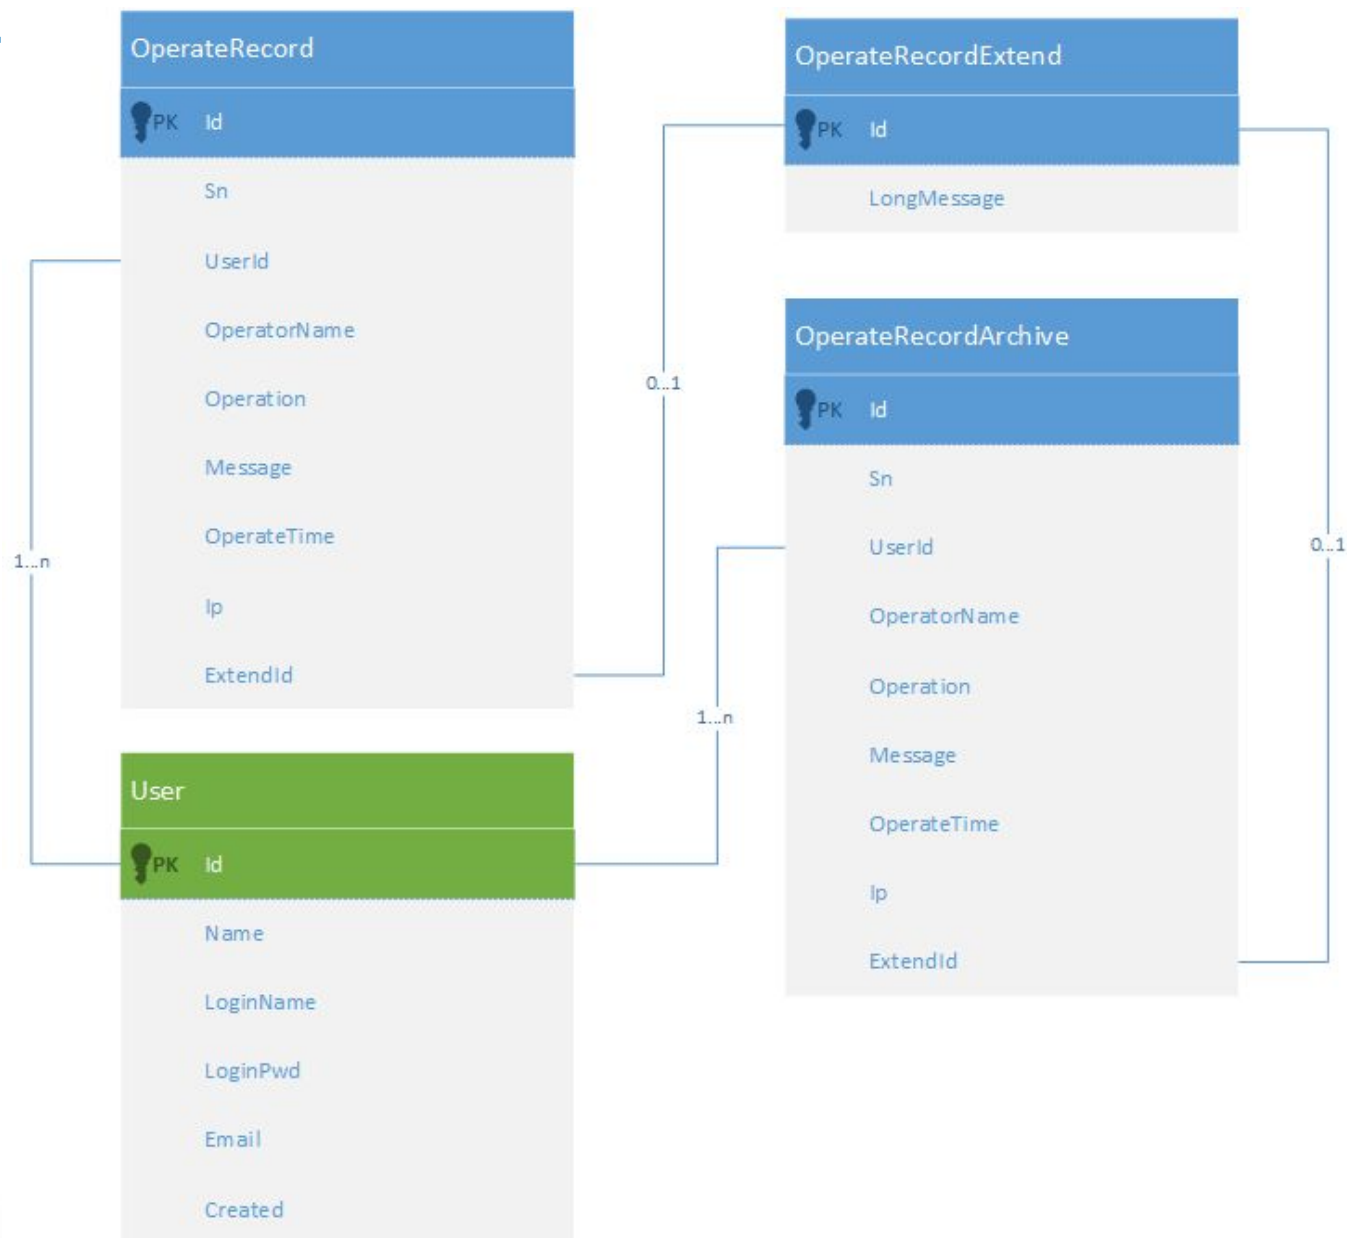 OperateRecord
PK Id
Sn
UserId
OperatorName
Operation
Message
OperateTime
Ip
ExtendId
1...n
User
PK Id
Name
LoginName
LoginPwd
Email
Created
OperateRecordExtend
PK Id
LongMessage
0...1
OperateRecordArchive
PK Id
Sn
UserId
OperatorName
Operation
Message
OperateTime
Ip
ExtendId
1...n
0...1